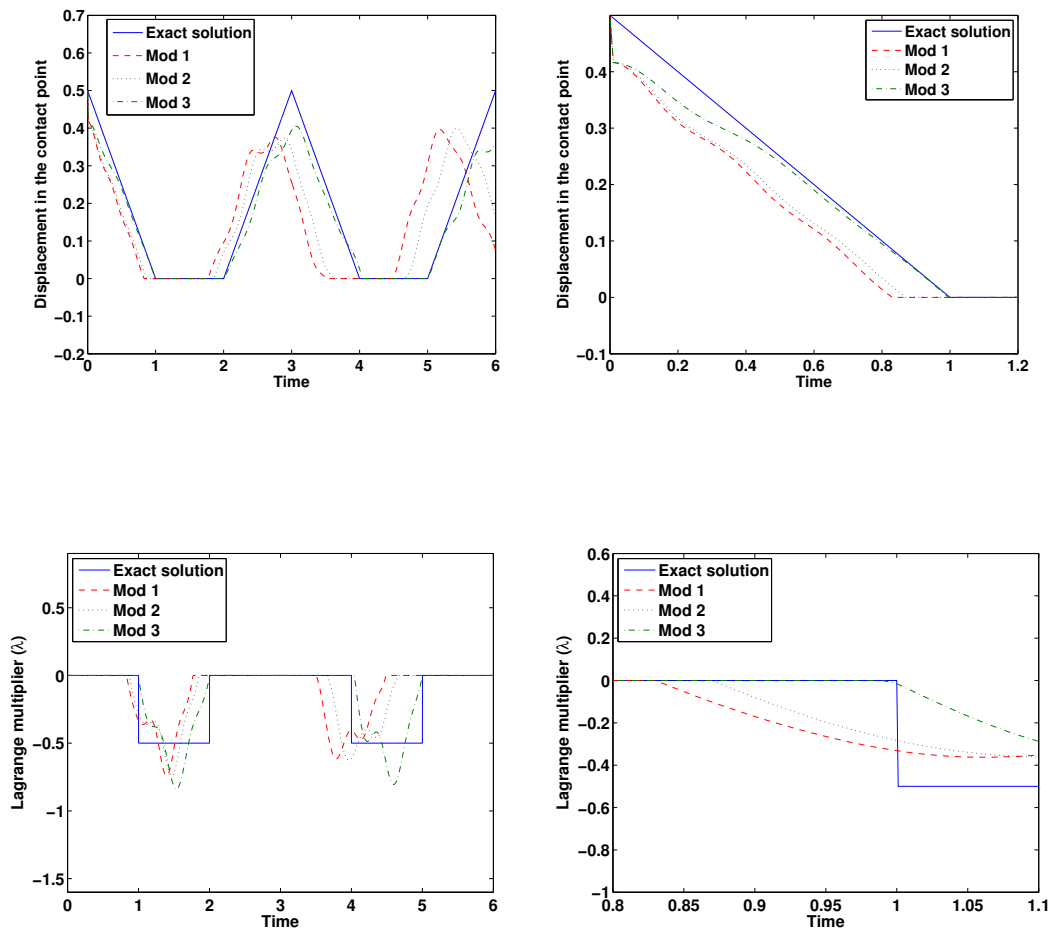 Displacement in the contact point
0.7
0.6
0.5
0.4
0.3
0.2
0.1
0
−0.1
−0.2
Exact solution
Mod 1
Mod 2
Mod 3
0 1 2 3 4 5 6
Time
Displacement in the contact point
0.4
0.3
0.2
0.1
0
−0.1
Exact solution
Mod 1
Mod 2
Mod 3
0 0.2 0.4 0.6 0.8 1 1.2
Time
Lagrange multiplier (λ)
0.5
0
−0.5
−1
−1.5
Exact solution
Mod 1
Mod 2
Mod 3
0 1 2 3 4 5 6
Time
Lagrange multiplier (λ)
0.6
0.4
0.2
0
−0.2
−0.4
−0.6
−0.8
−1
Exact solution
Mod 1
Mod 2
Mod 3
0.8 0.85 0.9 0.95 1 1.05 1.1
Time